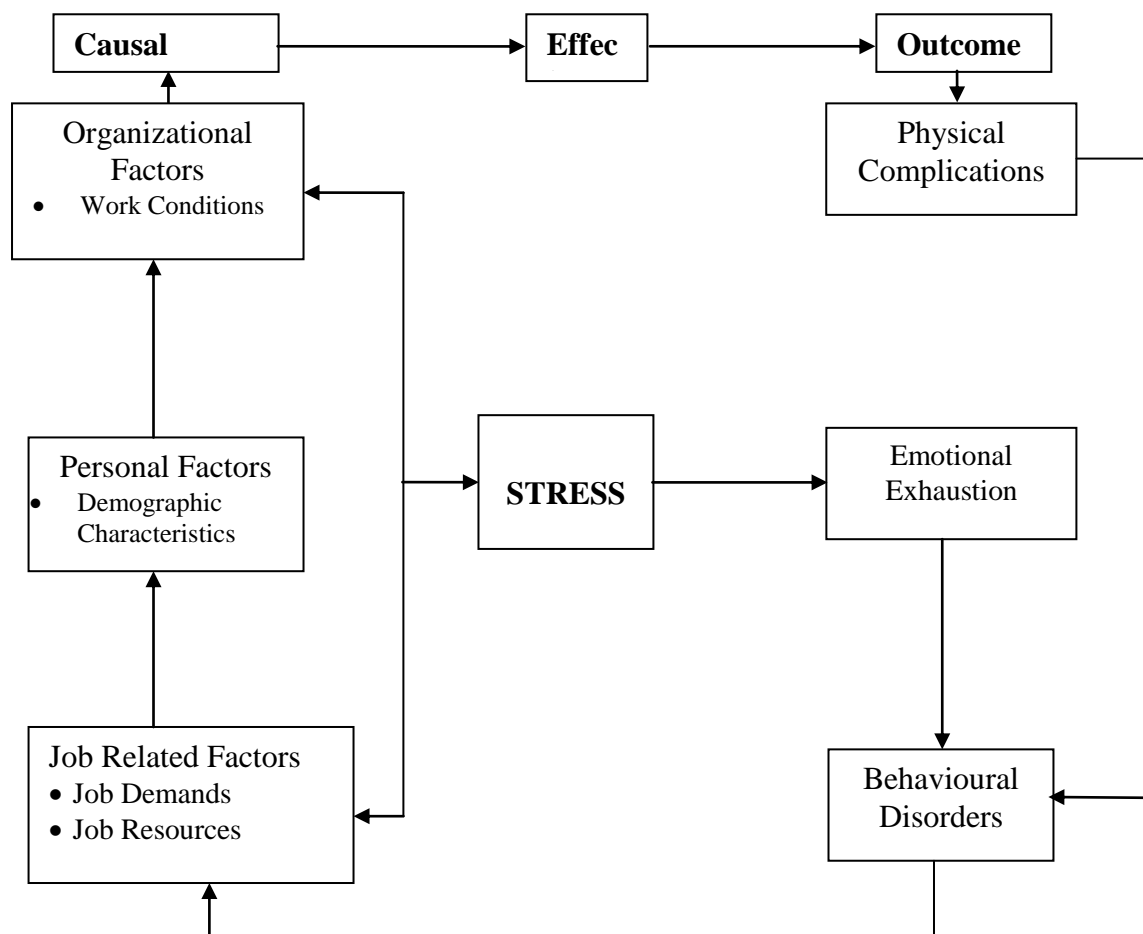 Causal
Effec
Outcome
Organizational
Factors
• Work Conditions
Physical
Complications
Personal Factors
• Demographic
Characteristics
STRESS
Emotional
Exhaustion
Job Related Factors
• Job Demands
• Job Resources
Behavioural
Disorders